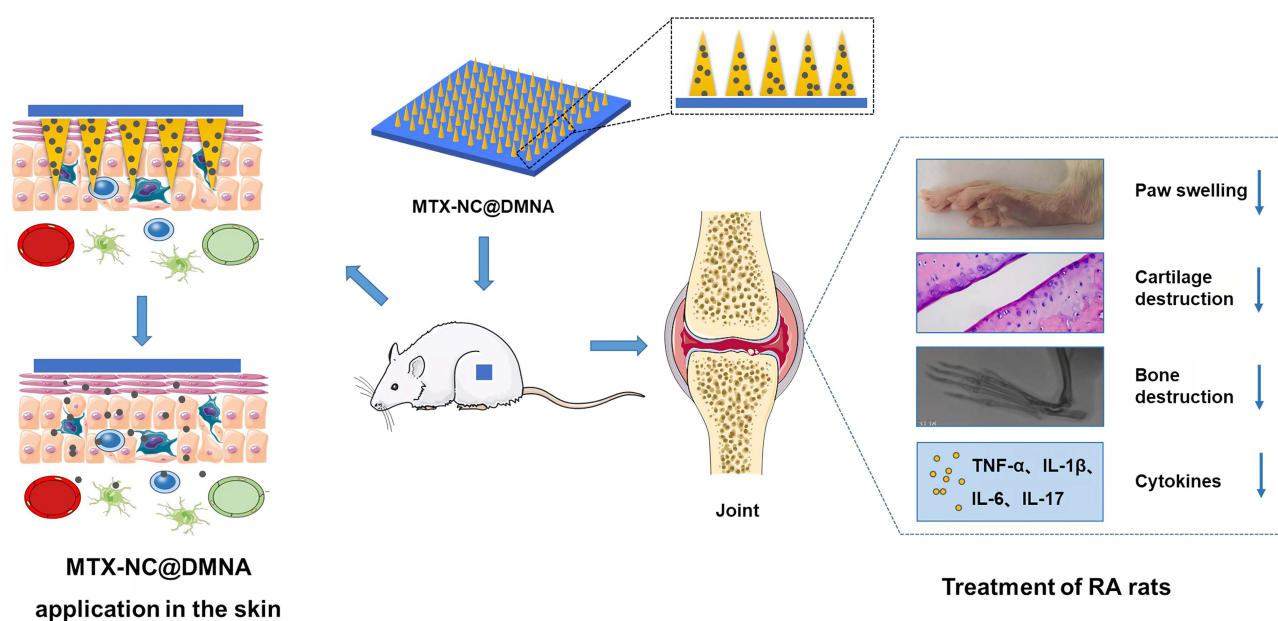 MTX-NC@DMNA
MTX-NC@DMNA
application in the skin
Joint
Paw swelling
Cartilage
destruction
Bone
destruction
TNF-α、IL-1β、
IL-6、IL-17
Cytokines
Treatment of RA rats